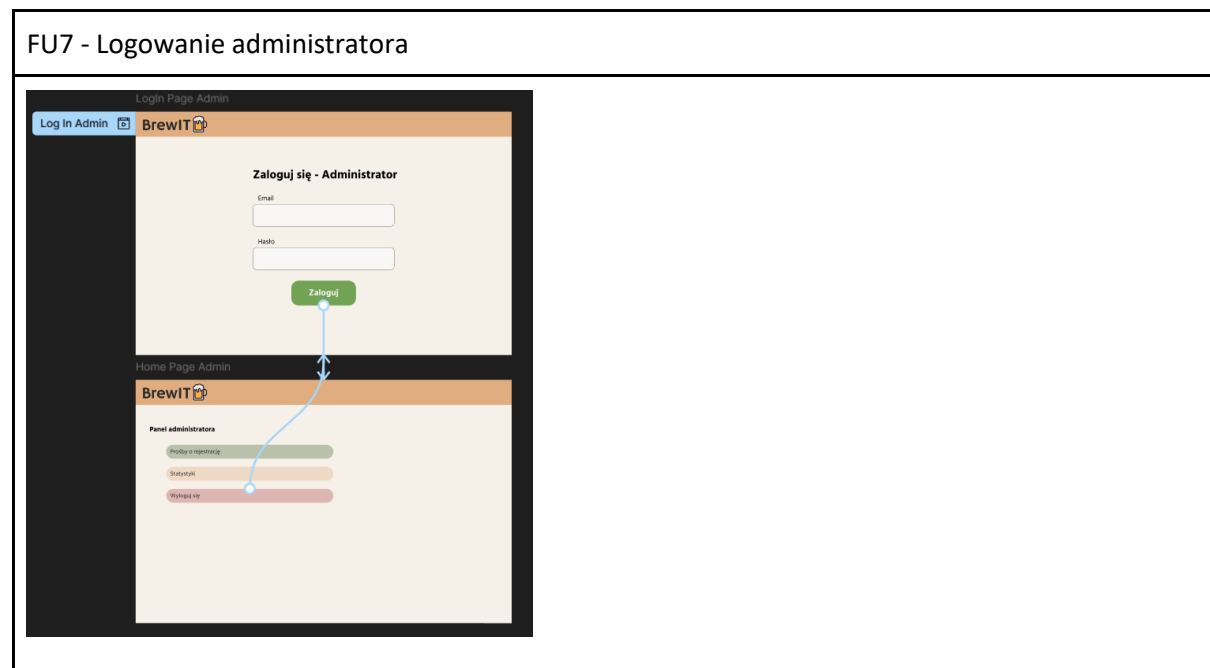 FU7 - Logowanie administratora
LogIn Page Admin
Log In Admin
BrewIT
Zaloguj się - Administrator
Email
Hasło
Zaloguj
Home Page Admin
BrewIT
Panel administratora
Prośby o rejestrację
Statystyki
Wyloguj się